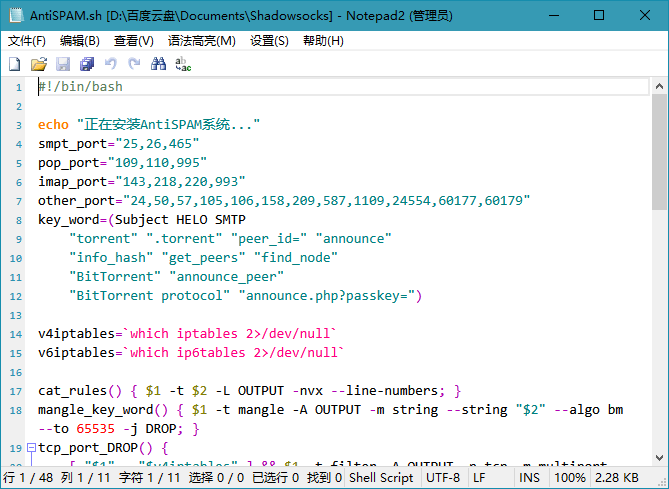 AntiSPAM.sh [D:\百度云盘\Documents\Shadowsocks] - Notepad2 (管理员)
文件(F) 编辑(B) 查看(V) 语法高亮(M) 设置(S) 帮助(H)
1 #!/bin/bash
2
3 echo "正在安装AntiSPAM系统..."
4 smpt_port="25,26,465"
5 pop_port="109,110,995"
6 imap_port="143,218,220,993"
7 other_port="24,50,57,105,106,158,209,587,1109,24554,60177,60179"
8 key_word=(Subject HELO SMTP
9 "torrent" ".torrent" "peer_id=" "announce"
10 "info_hash" "get_peers" "find_node"
11 "BitTorrent" "announce_peer"
12 "BitTorrent protocol" "announce.php?passkey=")
13
14 v4iptables=`which iptables 2>/dev/null`
15 v6iptables=`which ip6tables 2>/dev/null`
16
17 cat_rules() { $1 -t $2 -L OUTPUT -nvx --line-numbers; }
18 mangle_key_word() { $1 -t mangle -A OUTPUT -m string --string "$2" --algo bm
--to 65535 -j DROP; }
19 tcp_port_DROP() {
行 1 / 48 列 1 / 11 字符 1 / 11 选择 0 / 0 已选行 0 找到 0 Shell Script UTF-8 LF INS 100% 2.28 KB